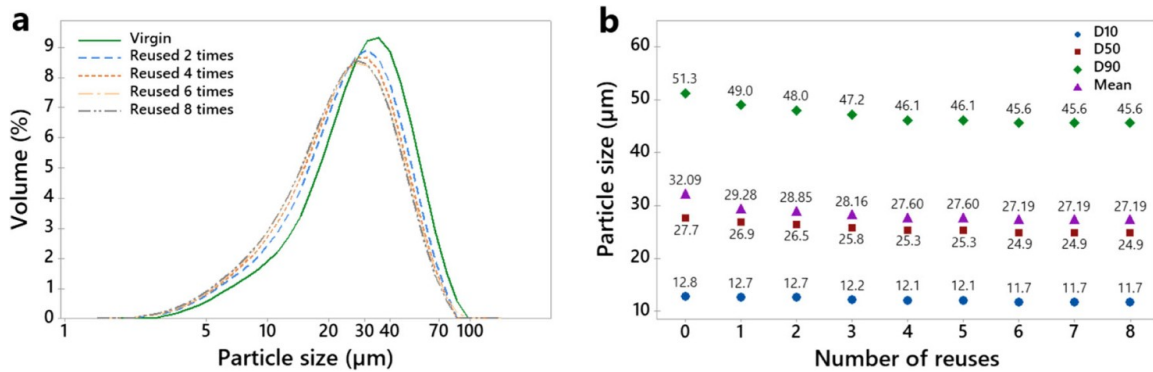 a
Virgin
Reused 2 times
Reused 4 times
Reused 6 times
Reused 8 times
Volume (%)
9
8
7
6
5
4
3
2
1
0
1 5 10 20 30 40 70 100
Particle size (µm)
b
D10
D50
D90
Mean
Particle size (µm)
60
50
40
30
20
10
51.3 49.0 48.0 47.2 46.1 46.1 45.6 45.6 45.6
32.09 29.28 28.85 28.16 27.60 27.60 27.19 27.19 27.19
27.7 26.9 26.5 25.8 25.3 25.3 24.9 24.9 24.9
12.8 12.7 12.7 12.2 12.1 12.1 11.7 11.7 11.7
0 1 2 3 4 5 6 7 8
Number of reuses